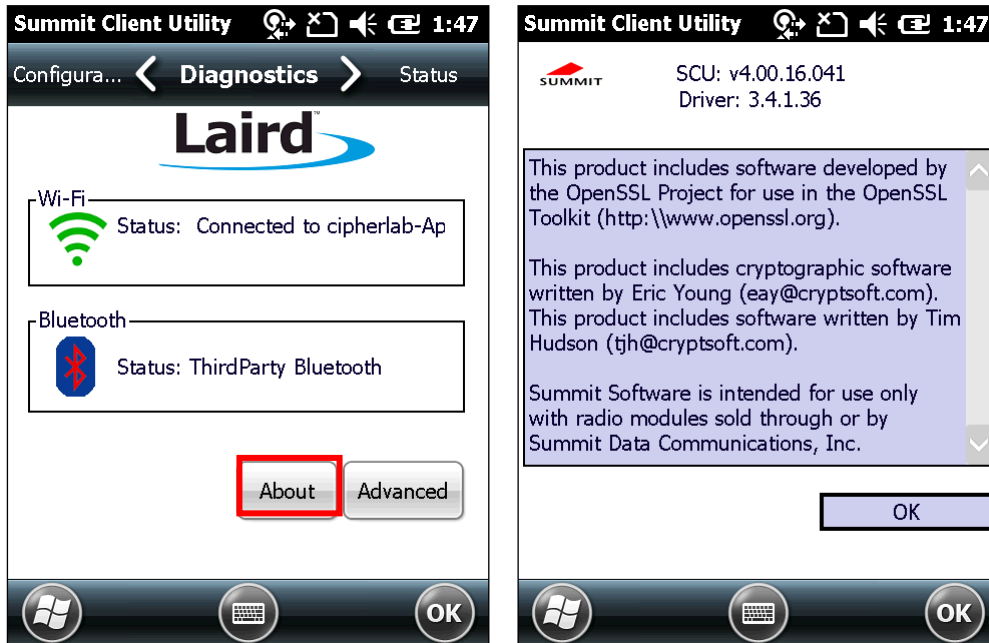 Summit Client Utility 1:47
Configura... Diagnostics Status
Laird™
Wi-Fi
Status: Connected to cipherlab-Ap
Bluetooth
Status: ThirdParty Bluetooth
About Advanced
OK
Summit Client Utility 1:47
SUMMIT
SCU: v4.00.16.041
Driver: 3.4.1.36
This product includes software developed by
the OpenSSL Project for use in the OpenSSL
Toolkit (http:\\www.openssl.org).
This product includes cryptographic software
written by Eric Young (eay@cryptsoft.com).
This product includes software written by Tim
Hudson (tjh@cryptsoft.com).
Summit Software is intended for use only
with radio modules sold through or by
Summit Data Communications, Inc.
OK
OK